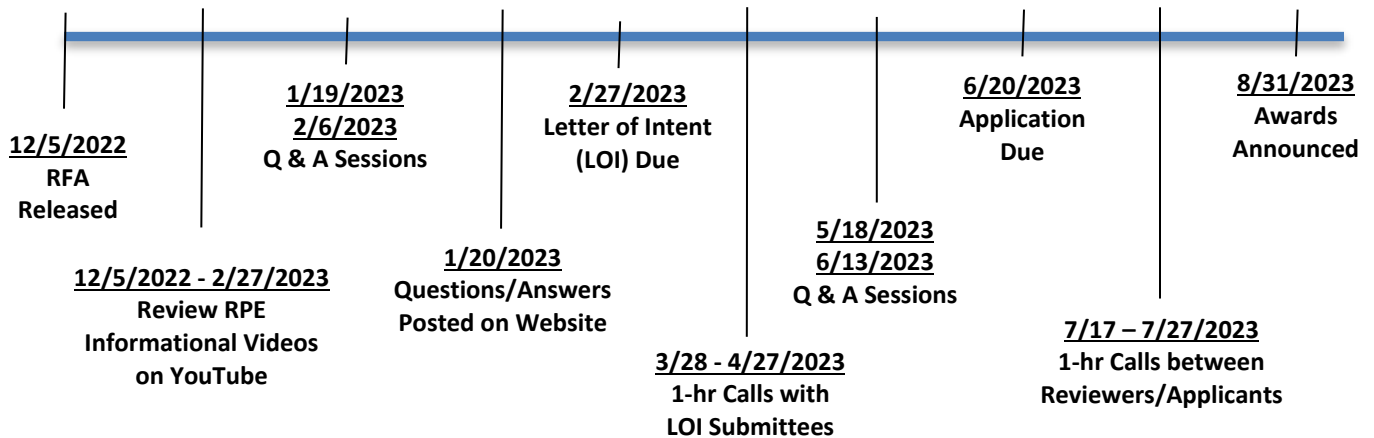 12/5/2022
RFA
Released
12/5/2022 - 2/27/2023
Review RPE
Informational Videos
on YouTube
1/19/2023
2/6/2023
Q & A Sessions
1/20/2023
Questions/Answers
Posted on Website
2/27/2023
Letter of Intent
(LOI) Due
3/28 - 4/27/2023
1-hr Calls with
LOI Submittees
5/18/2023
6/13/2023
Q & A Sessions
6/20/2023
Application
Due
7/17 – 7/27/2023
1-hr Calls between
Reviewers/Applicants
8/31/2023
Awards
Announced